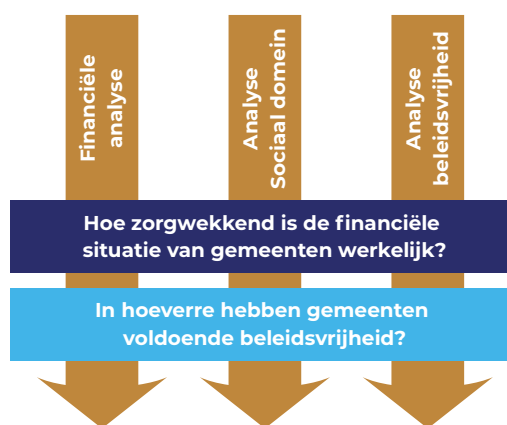 Financiële
analyse
Analyse
Sociaal domein
Analyse
beleidsvrijheid
Hoe zorgwekkend is de financiële
situatie van gemeenten werkelijk?
In hoeverre hebben gemeenten
voldoende beleidsvrijheid?